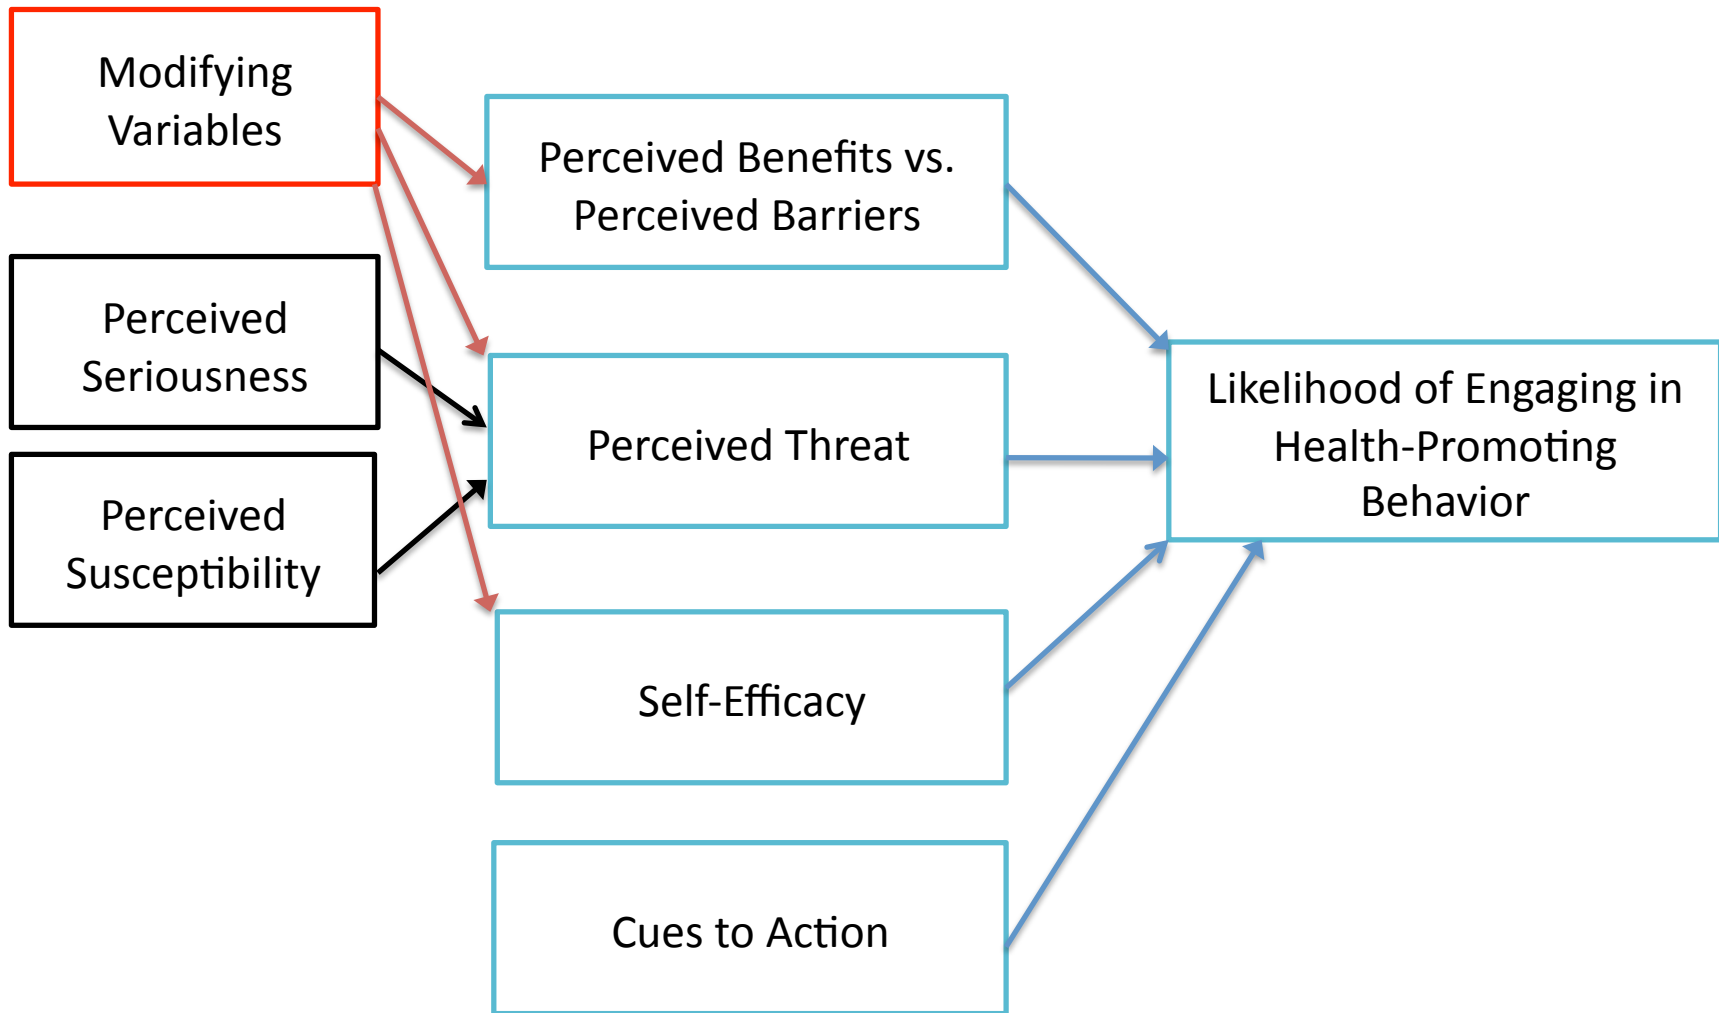 Modifying
Variables
Perceived Benefits vs.
Perceived Barriers
Perceived
Seriousness
Perceived Threat
Likelihood of Engaging in
Health-Promoting
Behavior
Perceived
Susceptibility
Self-Efficacy
Cues to Action